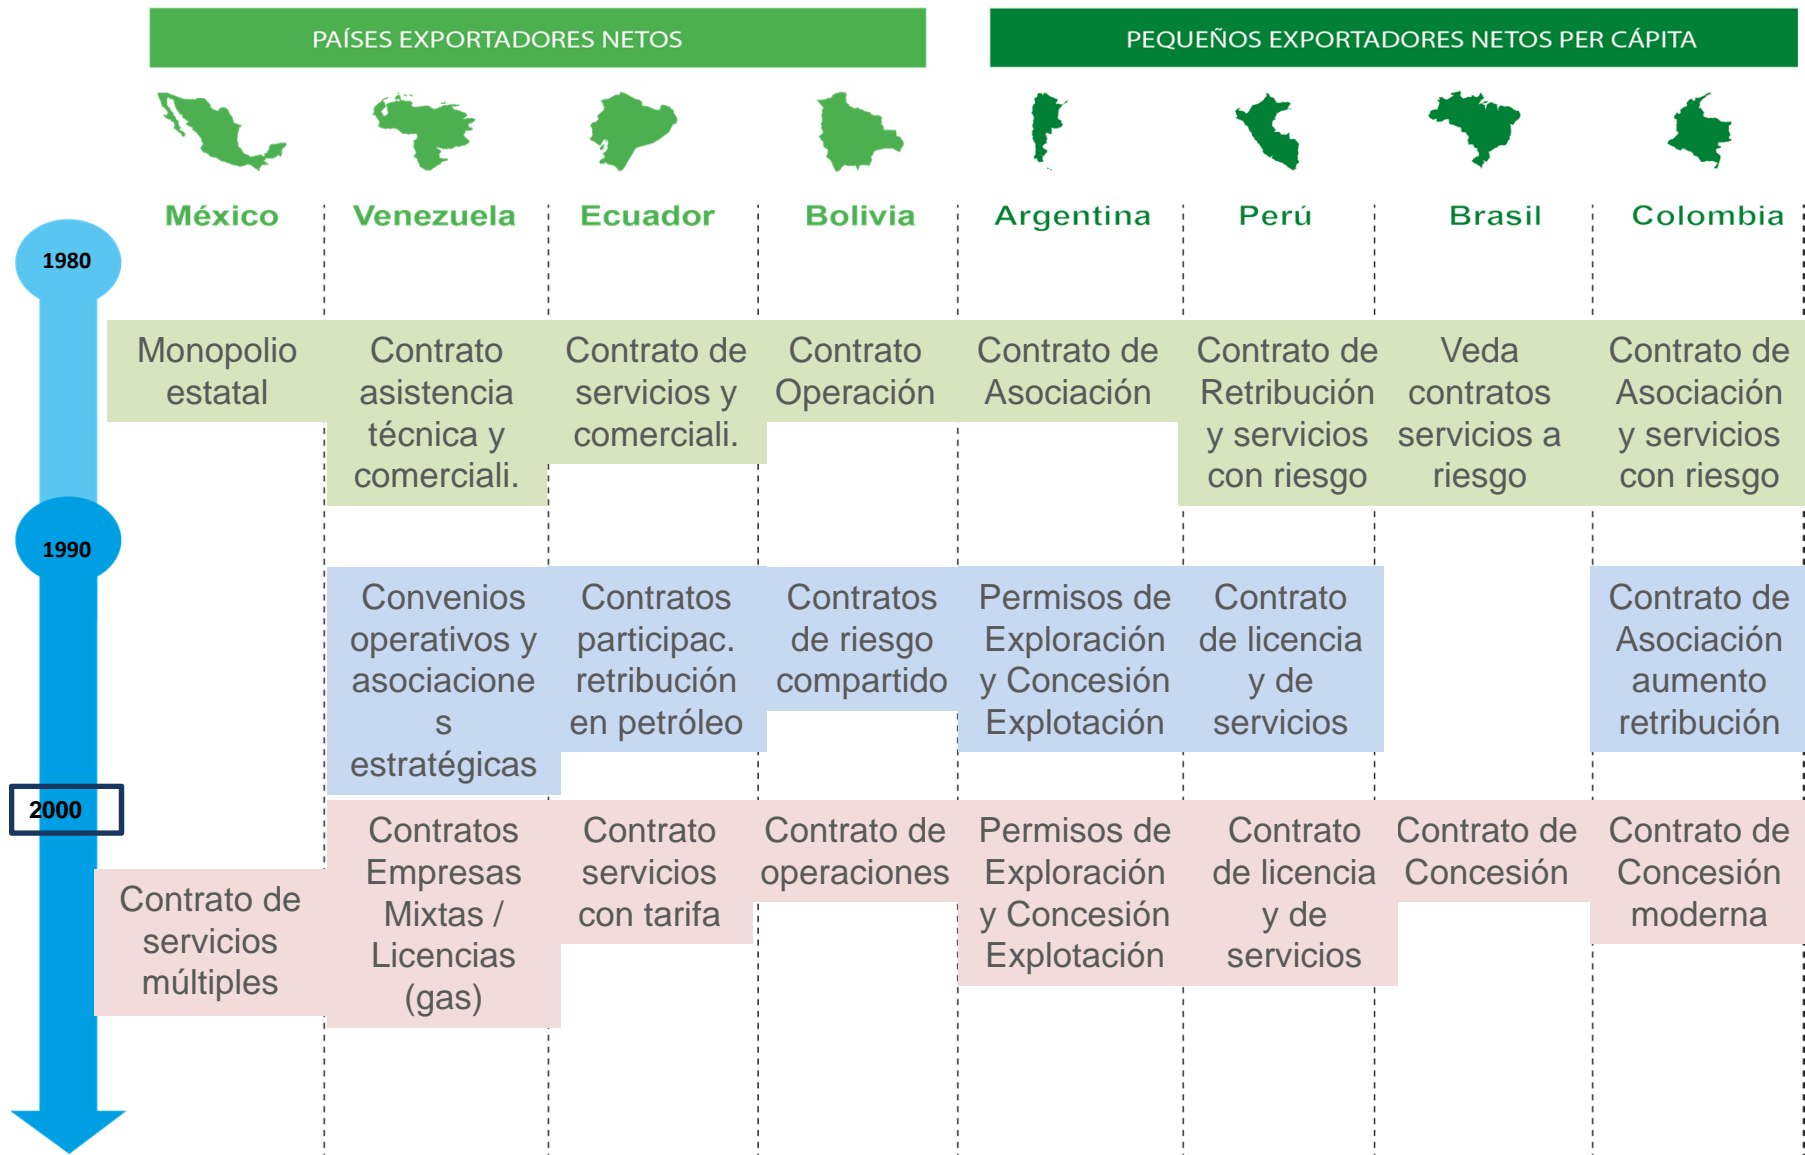 PAÍSES EXPORTADORES NETOS
PEQUEÑOS EXPORTADORES NETOS PER CÁPITA
México
Venezuela
Ecuador
Bolivia
Argentina
Perú
Brasil
Colombia
1980
Monopolio
estatal
Contrato
asistencia
técnica y
comerciali.
Contrato de
servicios y
comerciali.
Contrato
Operación
Contrato de
Asociación
Contrato de
Retribución
y servicios
con riesgo
Veda
contratos
servicios a
riesgo
Contrato de
Asociación
y servicios
con riesgo
1990
Convenios
operativos y
asociacione
s
estratégicas
Contratos
participac.
retribución
en petróleo
Contratos
de riesgo
compartido
Permisos de
Exploración
y Concesión
Explotación
Contrato
de licencia
y de
servicios
Contrato de
Asociación
aumento
retribución
2000
Contrato de
servicios
múltiples
Contratos
Empresas
Mixtas /
Licencias
(gas)
Contrato
servicios
con tarifa
Contrato de
operaciones
Permisos de
Exploración
y Concesión
Explotación
Contrato
de licencia
y de
servicios
Contrato de
Concesión
Contrato de
Concesión
moderna